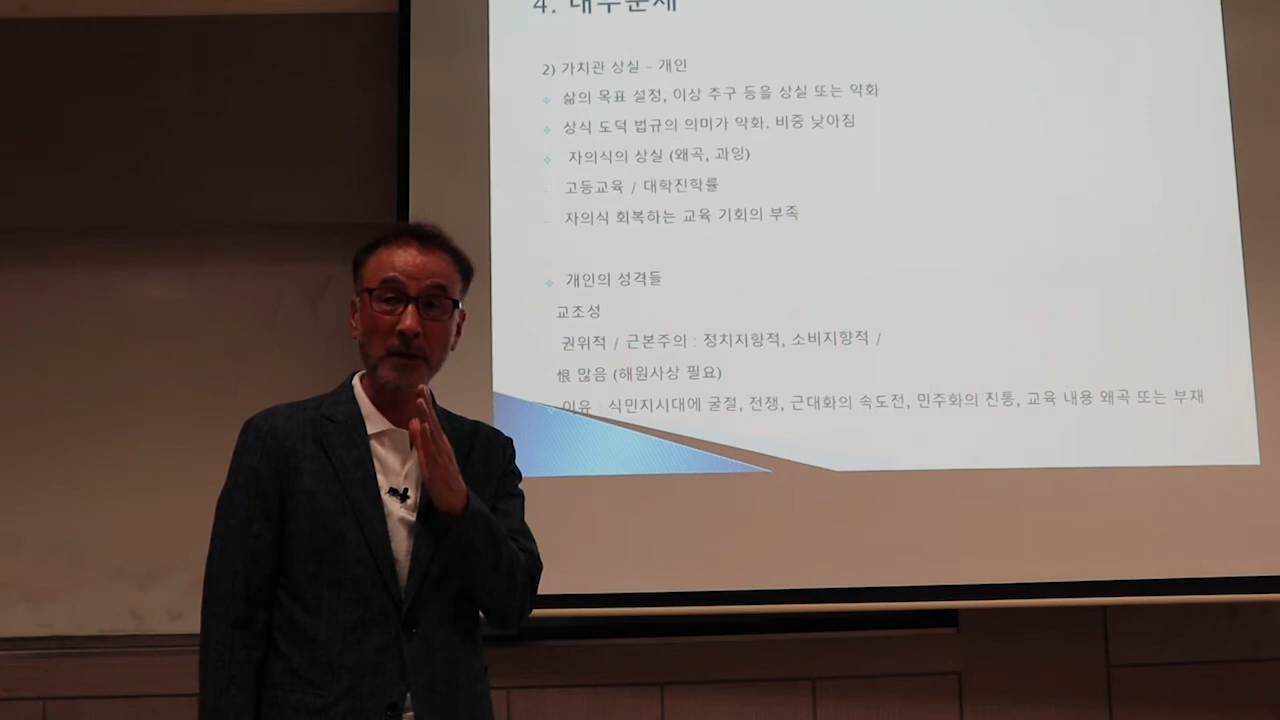 4. 대부문제
2) 가치관 상실 – 개인
삶의 목표 설정, 이상 추구 등을 상실 또는 약화
상식 도덕 법규의 의미가 약화. 비중 낮아짐
자의식의 상실 (왜곡, 과잉)
고등교육 / 대학진학률
자의식 회복하는 교육 기회의 부족
개인의 성격들
교조성
권위적 / 근본주의 : 정치지향적, 소비지향적 /
恨 많음 (해원사상 필요)
이유 : 식민지시대에 굴절, 전쟁, 근대화의 속도전, 민주화의 진통, 교육 내용 왜곡 또는 부재